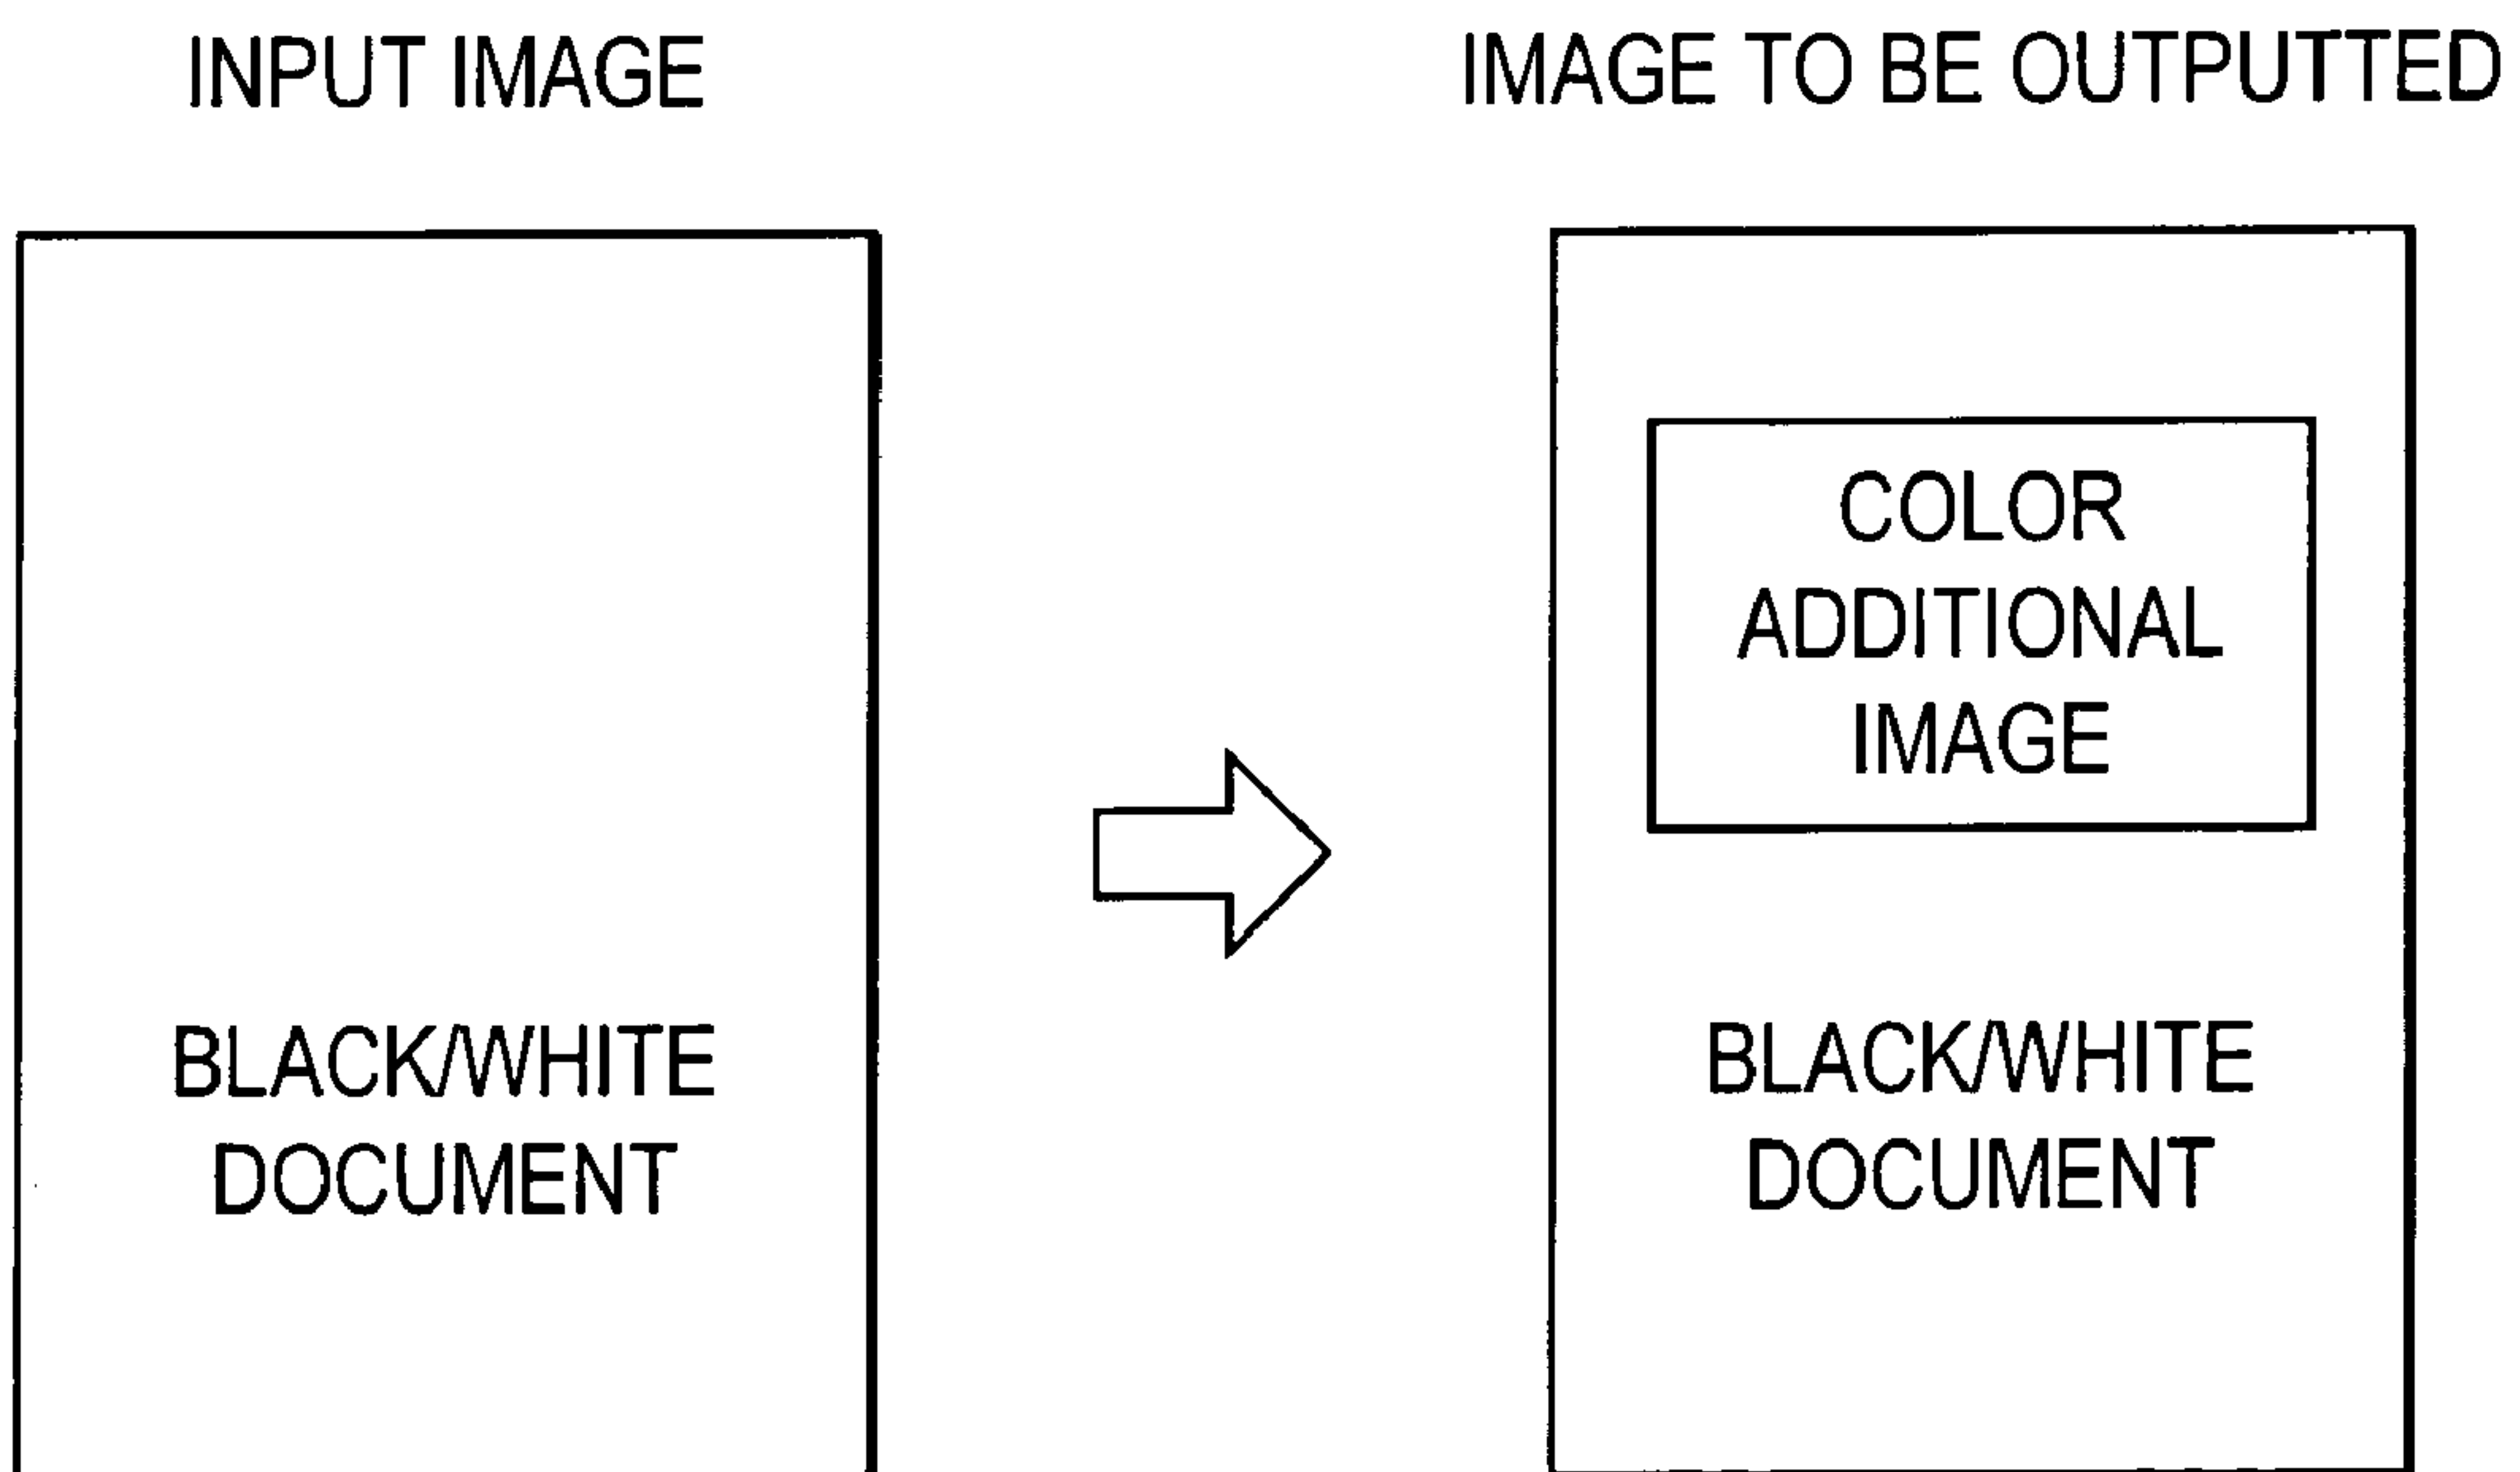 INPUT IMAGE
IMAGE TO BE OUTPUTTED
COLOR
ADDITIONAL
IMAGE
BLACK/WHITE
DOCUMENT
BLACK/WHITE
DOCUMENT